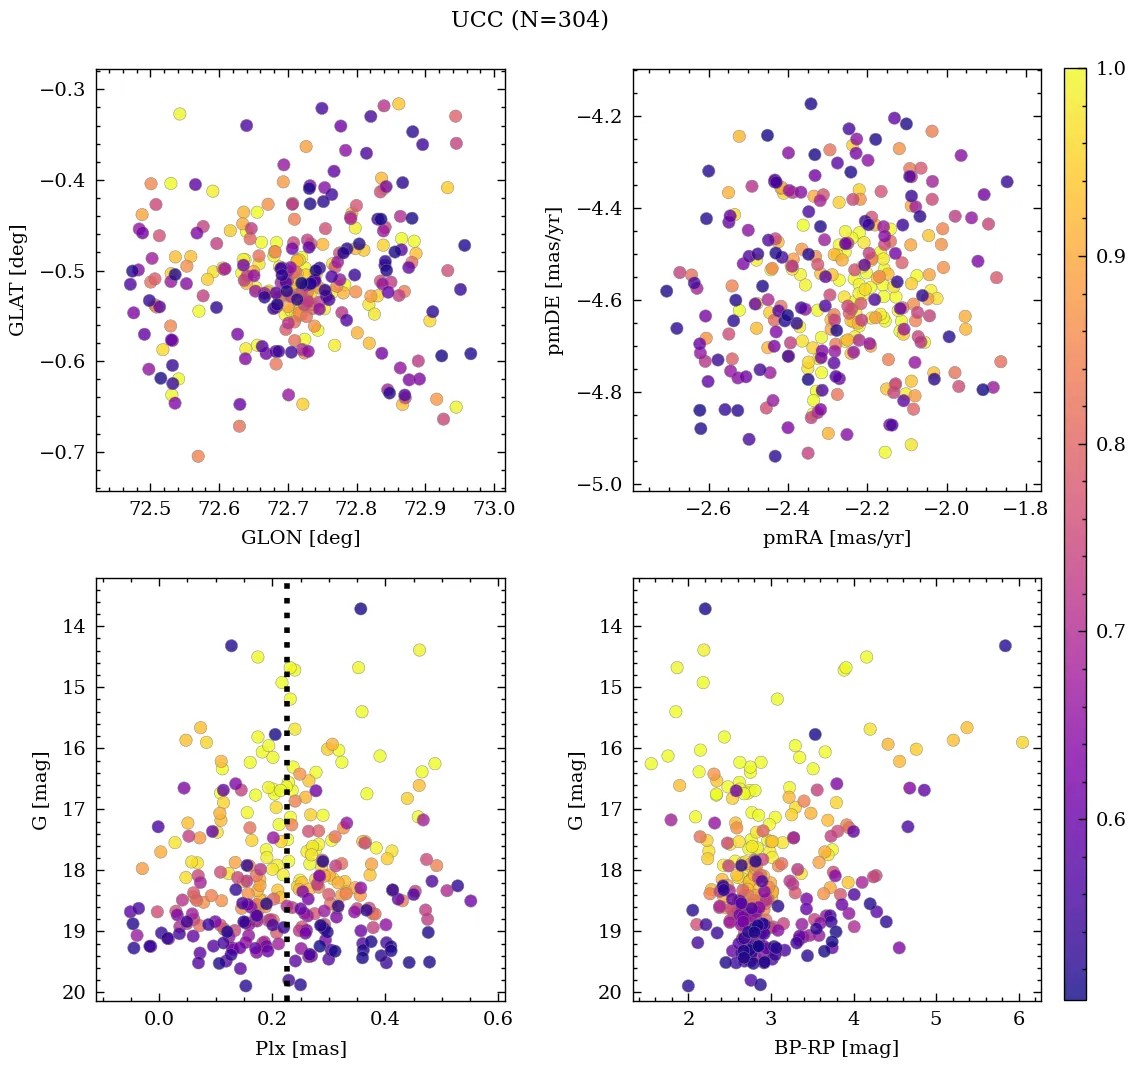 UCC (N=304)
−0.3
−0.4
−0.5
−0.6
−0.7
GLAT [deg]
72.5 72.6 72.7 72.8 72.9 73.0
GLON [deg]
−4.2
−4.4
−4.6
−4.8
−5.0
pmDE [mas/yr]
−2.6 −2.4 −2.2 −2.0 −1.8
pmRA [mas/yr]
1.0
0.9
0.8
0.7
0.6
14
15
16
17
18
19
20
G [mag]
0.0 0.2 0.4 0.6
Plx [mas]
14
15
16
17
18
19
20
G [mag]
2 3 4 5 6
BP-RP [mag]